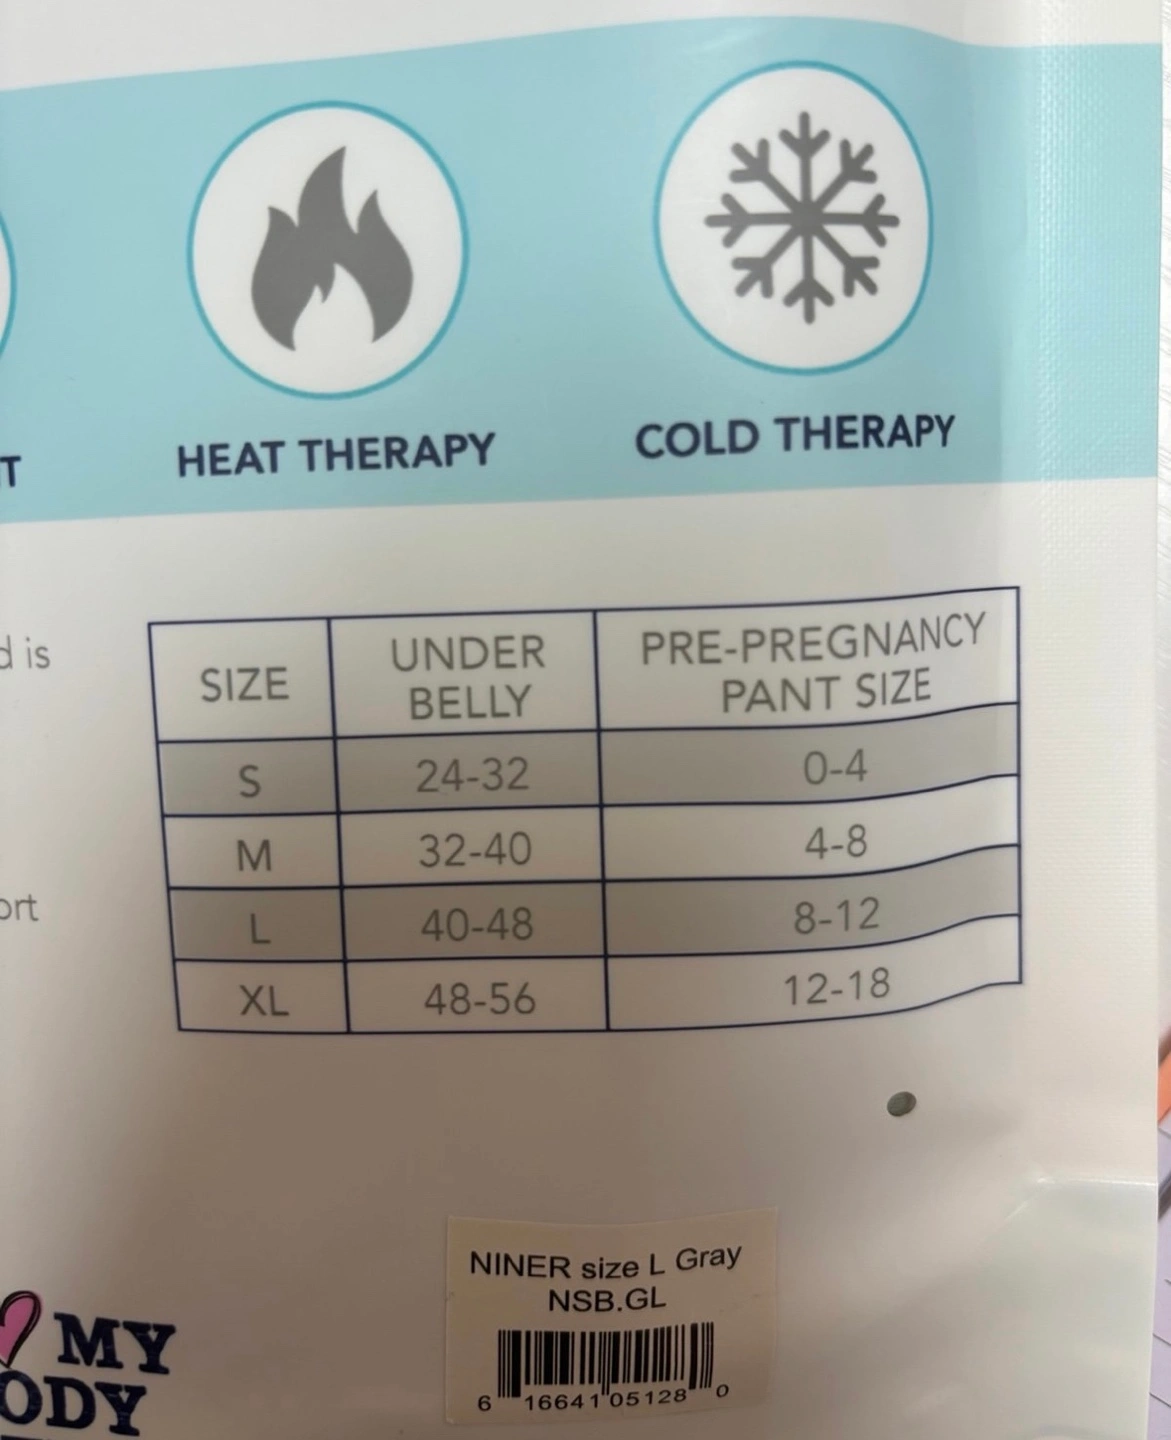 T
HEAT THERAPY
COLD THERAPY
d is
ort
SIZE UNDER BELLY PRE-PREGNANCY PANT SIZE
S 24-32 0-4
M 32-40 4-8
L 40-48 8-12
XL 48-56 12-18
NINER size L Gray
NSB.GL
6 16641 05128 0
MY
ODY